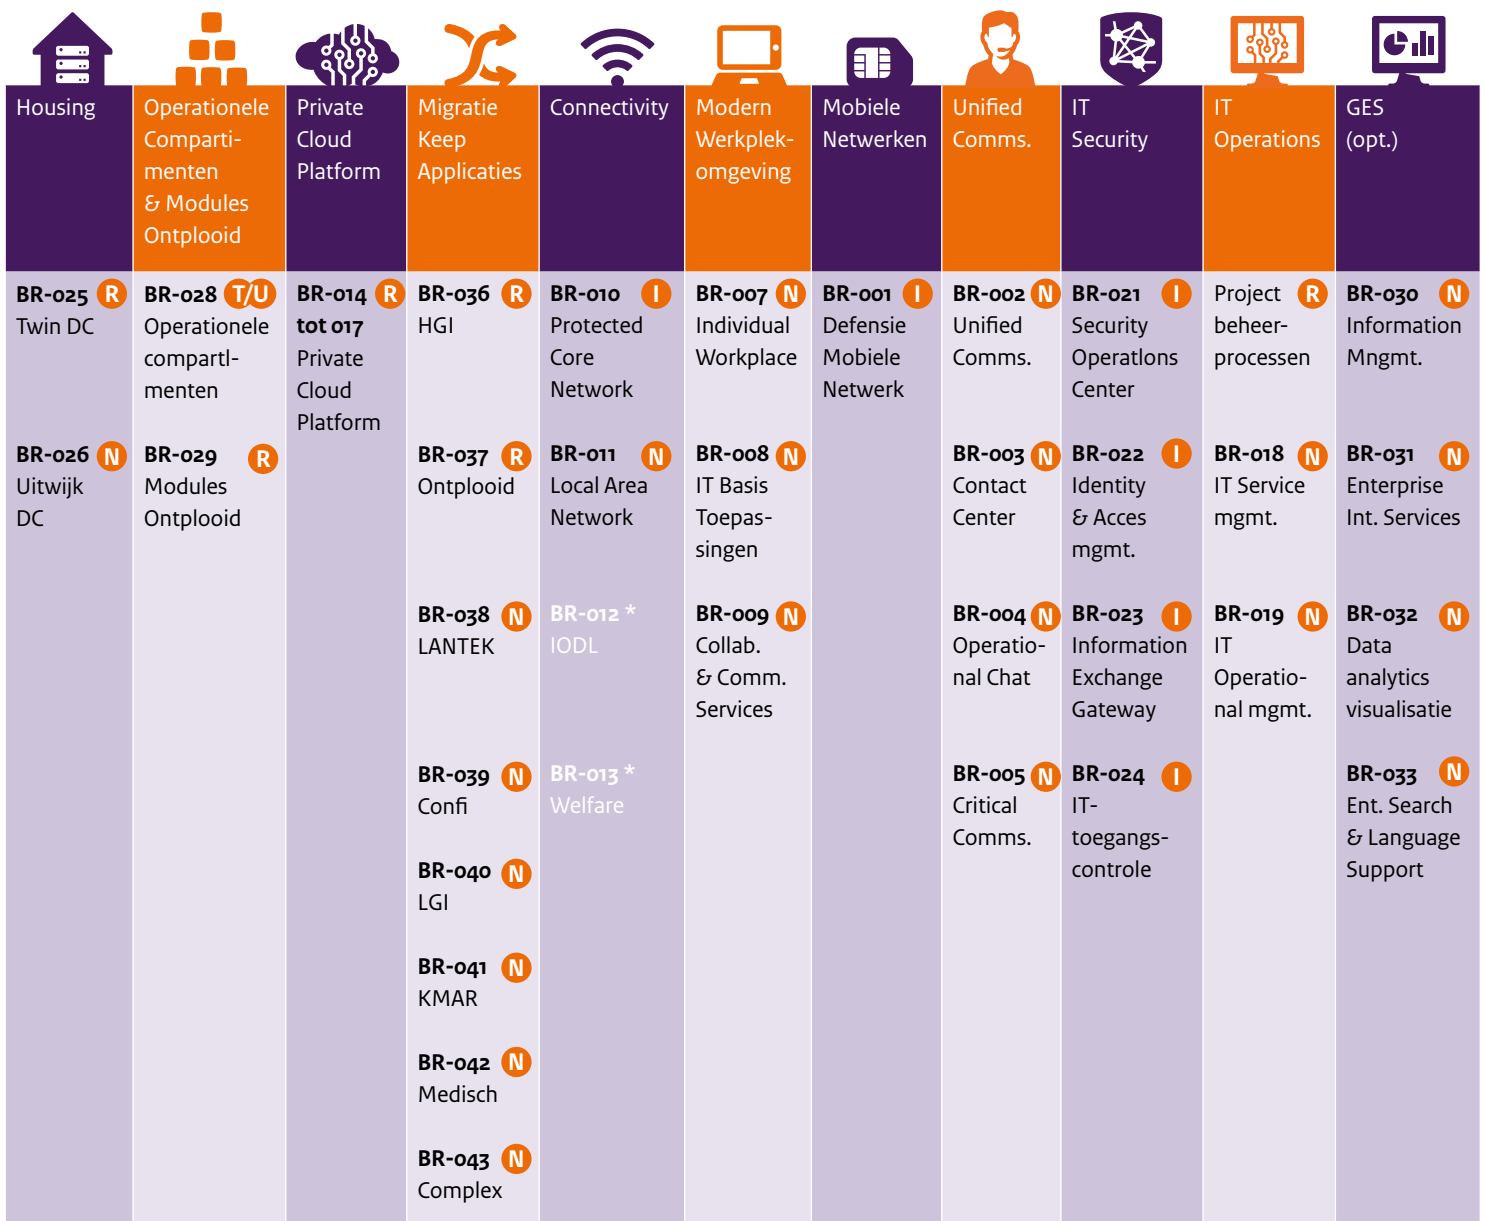 Housing
Operationele
Comparti-
menten
& Modules
Ontplooid
Private
Cloud
Platform
Migratie
Keep
Applicaties
Connectivity
Modern
Werkplek-
omgeving
Mobiele
Netwerken
Unified
Comms.
IT
Security
IT
Operations
GES
(opt.)
BR-025 R
Twin DC
BR-026 N
Uitwijk
DC
BR-028 T/U
Operationele
compartI-
menten
BR-029 R
Modules
Ontplooid
BR-014 R
tot 017
Private
Cloud
Platform
BR-036 R
HGI
BR-037 R
Ontplooid
BR-038 N
LANTEK
BR-039 N
Confi
BR-040 N
LGI
BR-041 N
KMAR
BR-042 N
Medisch
BR-043 N
Complex
BR-010 I
Protected
Core
Network
BR-011 N
Local Area
Network
BR-012 *
IODL
BR-013 *
Welfare
BR-007 N
Individual
Workplace
BR-008 N
IT Basis
Toepas-
singen
BR-009 N
Collab.
& Comm.
Services
BR-001 I
Defensie
Mobiele
Netwerk
BR-002 N
Unified
Comms.
BR-003 N
Contact
Center
BR-004 N
Operatio-
nal Chat
BR-005 N
Critical
Comms.
BR-021 I
Security
OperatIons
Center
BR-022 I
Identity
& Acces
mgmt.
BR-023 I
Information
Exchange
Gateway
BR-024 I
IT-
toegangs-
controle
Project R
beheer-
processen
BR-018 N
IT Service
mgmt.
BR-019 N
IT
Operatio-
nal mgmt.
BR-030 N
Information
Mngmt.
BR-031 N
Enterprise
Int. Services
BR-032 N
Data
analytics
visualisatie
BR-033 N
Ent. Search
& Language
Support